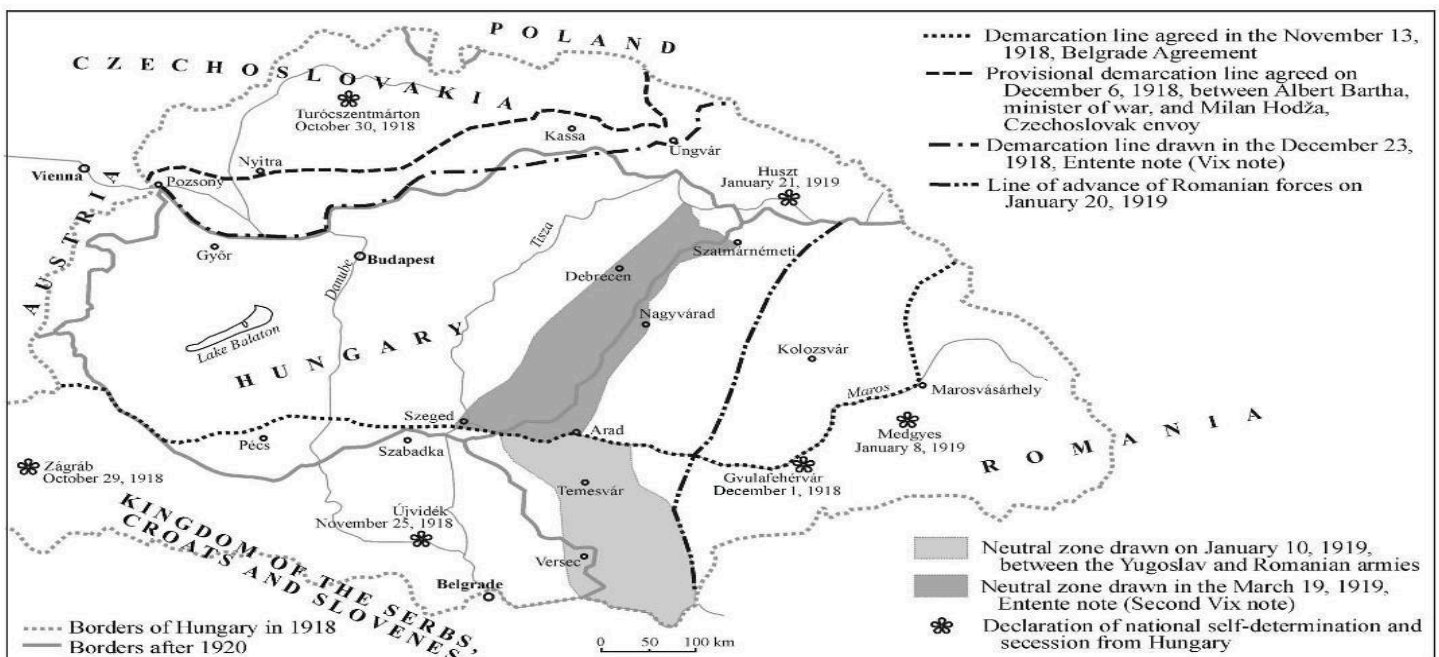 POLAND
CZECHOSLOVAKIA
Turócszentmárton
October 30, 1918
Kassa
Ungvár
Nyitra
Vienna
Pozsony
Huszt
January 21, 1919
AUSTRIA
Győr
Budapest
Danube
Tisza
Szatmárnémeti
Debrecen
Nagyvárad
Lake Balaton
HUNGARY
Kolozsvár
Maros
Marosvásárhely
Szeged
Arad
Pécs
Szabadka
Medgyes
January 8, 1919
ROMANIA
Zágráb
October 29, 1918
Gyulafehérvár
December 1, 1918
Temesvár
Újvidék
November 25, 1918
Versec
Belgrade
KINGDOM OF THE SERBS,
CROATS AND SLOVENES
Demarcation line agreed in the November 13,
1918, Belgrade Agreement
Provisional demarcation line agreed on
December 6, 1918, between Albert Bartha,
minister of war, and Milan Hodža,
Czechoslovak envoy
Demarcation line drawn in the December 23,
1918, Entente note (Vix note)
Line of advance of Romanian forces on
January 20, 1919
Neutral zone drawn on January 10, 1919,
between the Yugoslav and Romanian armies
Neutral zone drawn in the March 19, 1919,
Entente note (Second Vix note)
Declaration of national self-determination and
secession from Hungary
Borders of Hungary in 1918
Borders after 1920
0 50 100 km